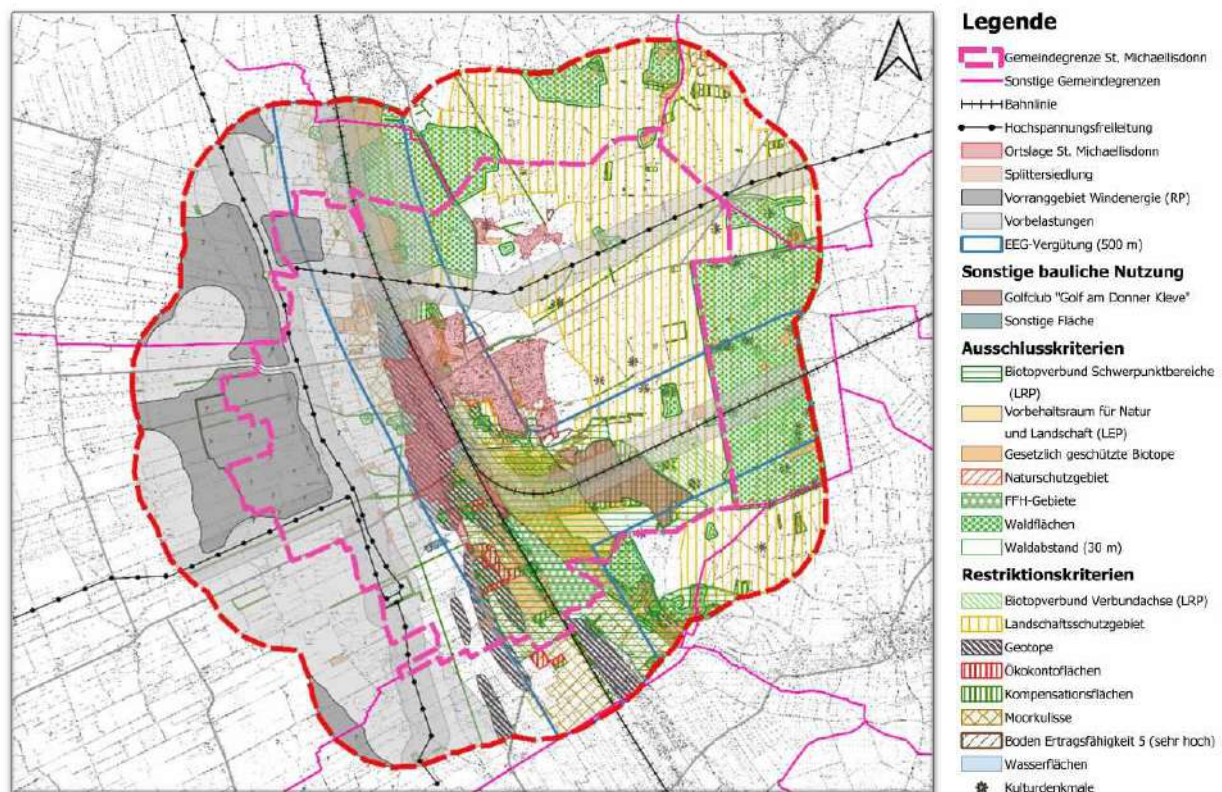 Legende
Gemeindegrenze St. Michaellisdonn
Sonstige Gemeindegrenzen
Bahnlinie
Hochspannungsfreileitung
Ortslage St. Michaellisdonn
Splittersiedlung
Vorranggebiet Windenergie (RP)
Vorbelastungen
EEG-Vergütung (500 m)
Sonstige bauliche Nutzung
Golfclub "Golf am Donner Kleve"
Sonstige Fläche
Ausschlusskriterien
Biotopverbund Schwerpunktbereiche
(LRP)
Vorbehaltsraum für Natur
und Landschaft (LEP)
Gesetzlich geschützte Biotope
Naturschutzgebiet
FFH-Gebiete
Waldflächen
Waldabstand (30 m)
Restriktionskriterien
Biotopverbund Verbundachse (LRP)
Landschaftsschutzgebiet
Geotope
Ökokontoflächen
Kompensationsflächen
Moorkulisse
Boden Ertragsfähigkeit 5 (sehr hoch)
Wasserflächen
Kulturdenkmale